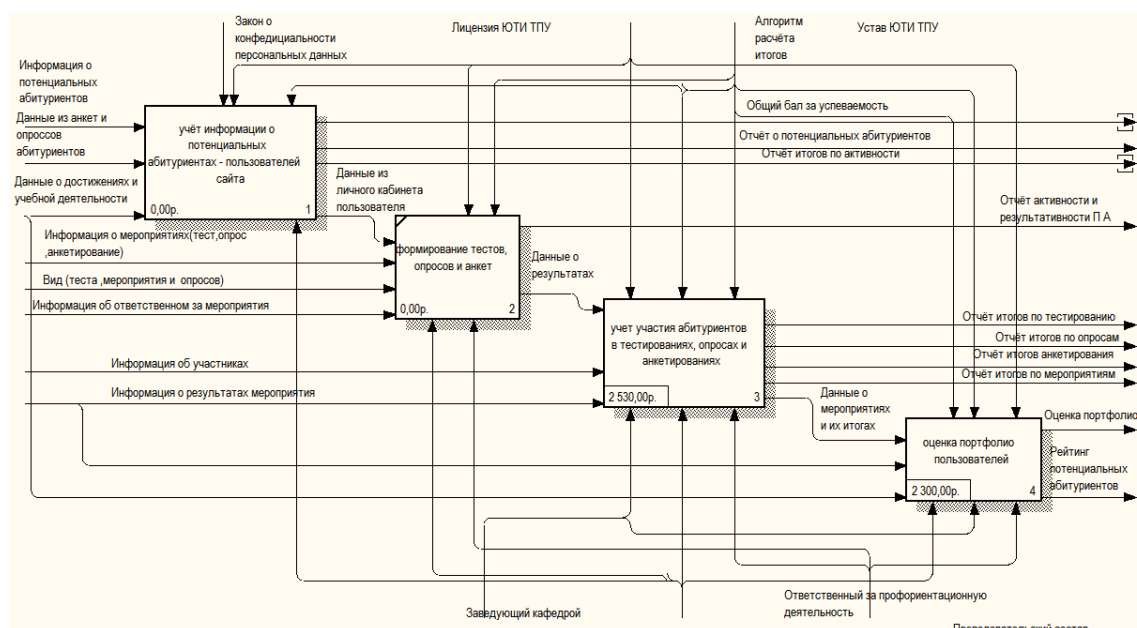 Закон о
конфедициальности
персональных данных
Лицензия ЮТИ ТПУ
Алгоритм
расчёта
итогов
Устав ЮТИ ТПУ
Информация о
потенциальных
абитуриентов
Данные из анкет и
опроссов
абитуриентов
Данные о достижениях и
учебной деятельности
учёт информации о
потенциальных
абитуриентах - пользователей
сайта
0,00р.
1
Общий бал за успеваемость
Отчёт о потенциальных абитуриентов
Отчёт итогов по активности
Данные из
личного кабинета
пользователя
Отчёт активности и
результативности П А
Информация о мероприятиях(тест,опрос
,анкетирование)
Вид (теста ,мероприятия и опросов)
Информация об ответственном за мероприятия
формирование тестов,
опросов и анкет
0,00р.
2
Данные о
результатах
учет участия абитуриентов
в тестированиях, опросах и
анкетированиях
2 530,00р.
3
Отчёт итогов по тестированию
Отчёт итогов по опросам
Отчёт итогов анкетирования
Отчёт итогов по мероприятиям
Информация об участниках
Информация о результатах мероприятия
Данные о
мероприятиях
и их итогах
оценка портфолио
пользователей
2 300,00р.
4
Оценка портфолио
Рейтинг
потенциальных
абитуриентов
Заведующий кафедрой
Ответственный за профориентационную
деятельность